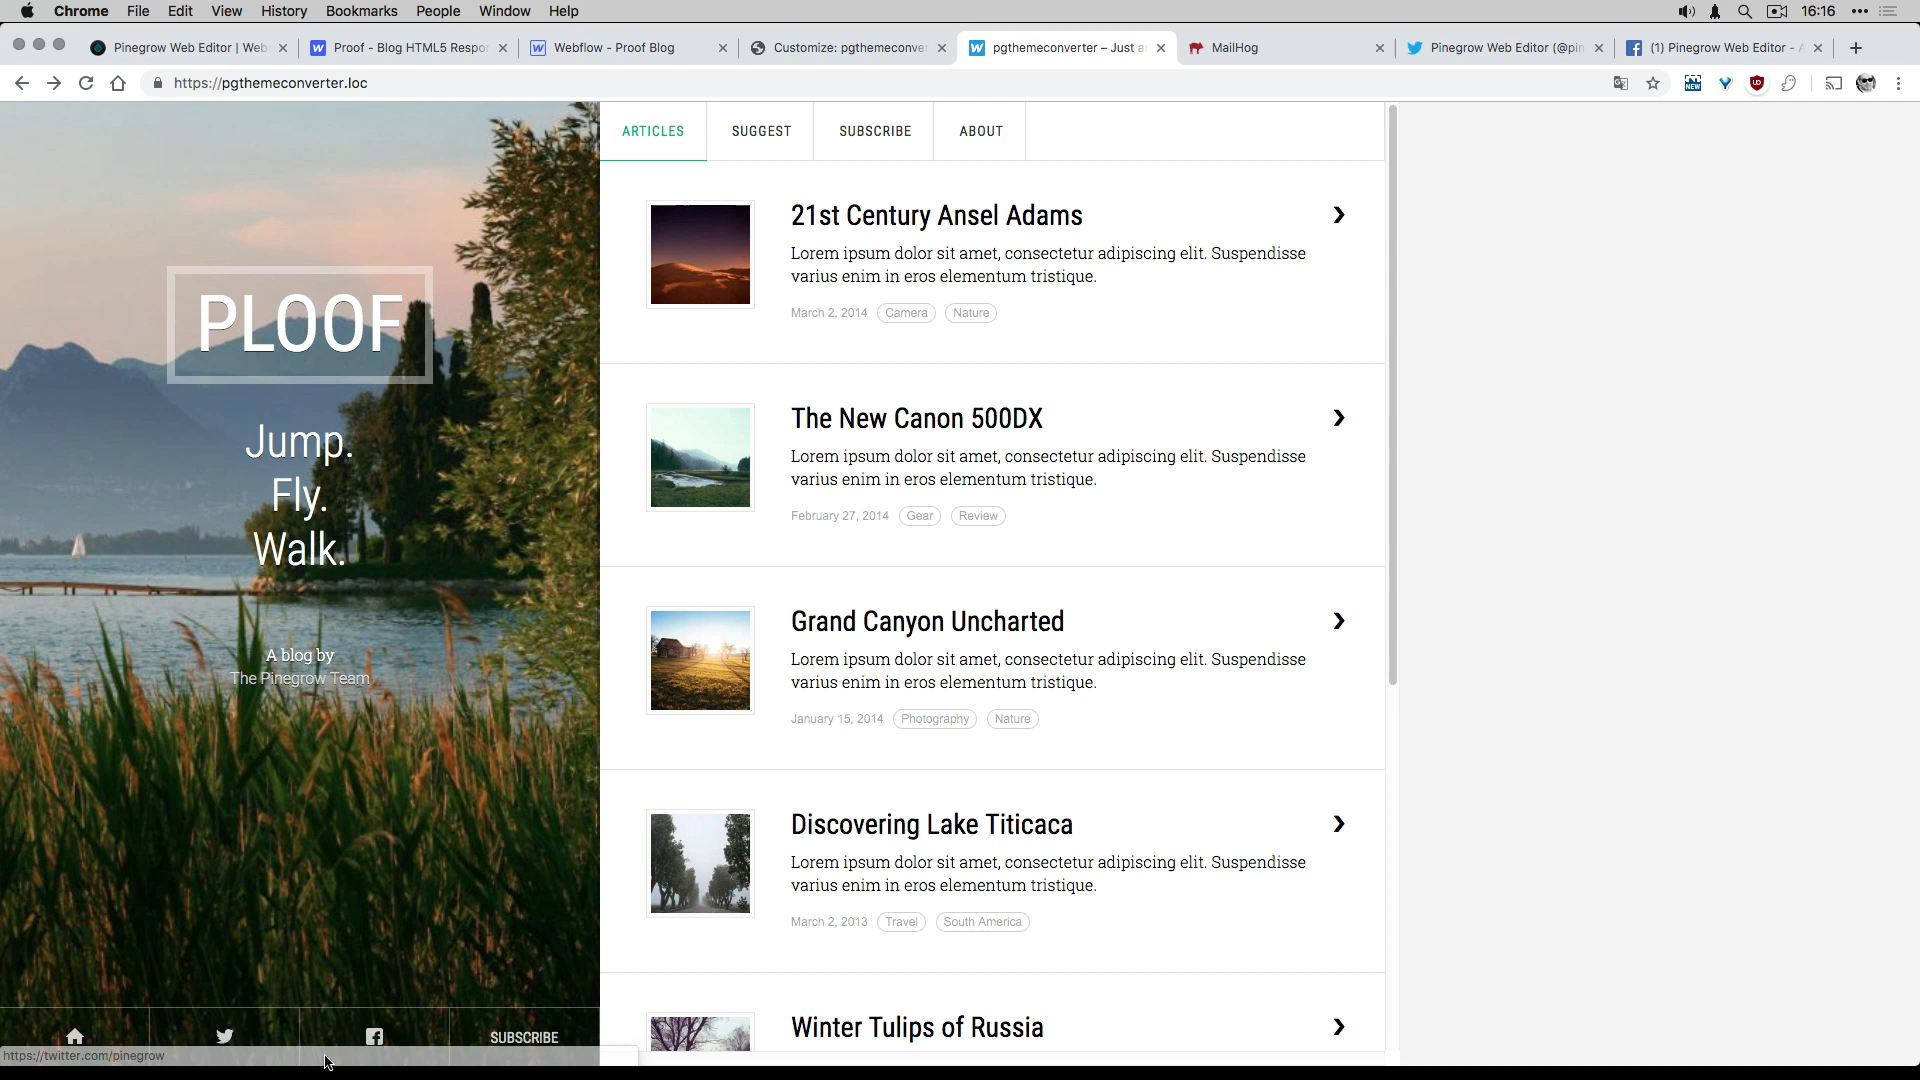 Chrome File Edit View History Bookmarks People Window Help 16:16
Pinegrow Web Editor | Web
Proof - Blog HTML5 Respo
Webflow - Proof Blog
Customize: pgthemeconver
pgthemeconverter – Just a
MailHog
Pinegrow Web Editor (@pin
(1) Pinegrow Web Editor - A
https://pgthemeconverter.loc
NEW
PLOOF
Jump.
Fly.
Walk.
A blog by
The Pinegrow Team
SUBSCRIBE
https://twitter.com/pinegrow
ARTICLES SUGGEST SUBSCRIBE ABOUT
21st Century Ansel Adams
Lorem ipsum dolor sit amet, consectetur adipiscing elit. Suspendisse
varius enim in eros elementum tristique.
March 2, 2014 Camera Nature
The New Canon 500DX
Lorem ipsum dolor sit amet, consectetur adipiscing elit. Suspendisse
varius enim in eros elementum tristique.
February 27, 2014 Gear Review
Grand Canyon Uncharted
Lorem ipsum dolor sit amet, consectetur adipiscing elit. Suspendisse
varius enim in eros elementum tristique.
January 15, 2014 Photography Nature
Discovering Lake Titicaca
Lorem ipsum dolor sit amet, consectetur adipiscing elit. Suspendisse
varius enim in eros elementum tristique.
March 2, 2013 Travel South America
Winter Tulips of Russia